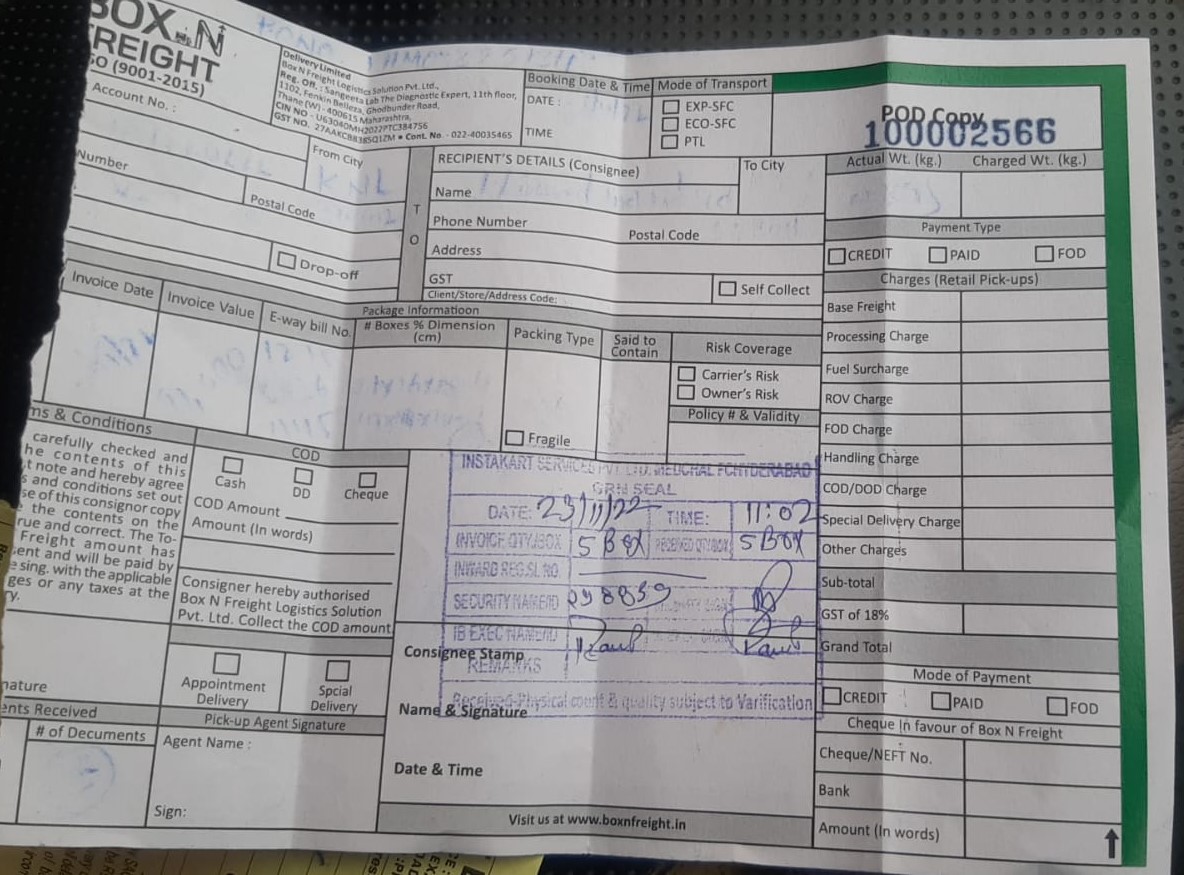 BOX N
FREIGHT
ISO (9001-2015)
Delivery Limited
Box N Freight Logistics Solution Pvt. Ltd.,
Reg. Off.: Sangeeta Lab The Diagnostic Expert, 11th floor,
1102, Fenkin Belleza, Ghodbunder Road,
Thane (W) - 400615 Maharashtra,
CIN NO - U63040MH2022PTC384756
• Cont. No. - 022-40035465
Booking Date & Time
DATE :
TIME
Mode of Transport
EXP-SFC
ECO-SFC
PTL
POD Copy
100002566
Account No. :
Number
From City
KNL
Postal Code
Drop-off
TO
RECIPIENT'S DETAILS (Consignee)
To City
Name
Phone Number
Postal Code
Address
GST
Self Collect
Client/Store/Address Code:
Actual Wt. (kg.)
Charged Wt. (kg.)
Payment Type
CREDIT
PAID
FOD
Charges (Retail Pick-ups)
Base Freight
Processing Charge
Fuel Surcharge
ROV Charge
FOD Charge
Handling Charge
COD/DOD Charge
Special Delivery Charge
Other Charges
Sub-total
GST of 18%
Grand Total
Mode of Payment
CREDIT
PAID
FOD
Cheque In favour of Box N Freight
Cheque/NEFT No.
Bank
Amount (In words)
Package Informatioon
Invoice Date
Invoice Value
E-way bill No.
# Boxes % Dimension
(cm)
Packing Type
Fragile
Said to
Contain
Risk Coverage
Carrier's Risk
Owner's Risk
Policy # & Validity
ms & Conditions
carefully checked and
he contents of this
t note and hereby agree
s and conditions set out
se of this consignor copy
e the contents on the
rue and correct. The To-
Freight amount has
sent and will be paid by
sing. with the applicable
ges or any taxes at the
ry.
COD
Cash
DD
Cheque
COD Amount
Amount (In words)
Consigner hereby authorised
Box N Freight Logistics Solution
Pvt. Ltd. Collect the COD amount
Appointment
Delivery
Spcial
Delivery
nature
ents Received
# of Documents
Pick-up Agent Signature
Agent Name :
Sign:
INSTAKART SERVICES PVT. LTD. MEDCHAL FC HYDERABAD
GRN SEAL
DATE: 23/11/22 TIME: 11:02
INVOICE QTY./BOX 5 Box RECEIVED QTY/BOX 5 Box
INWARD REG.SL.NO.
SECURITY NAME/ID
IB EXEC NAME/ID
REMARKS
Received Physical count & quality subject to Varification
Consignee Stamp
Name & Signature
Date & Time
Visit us at www.boxnfreight.in